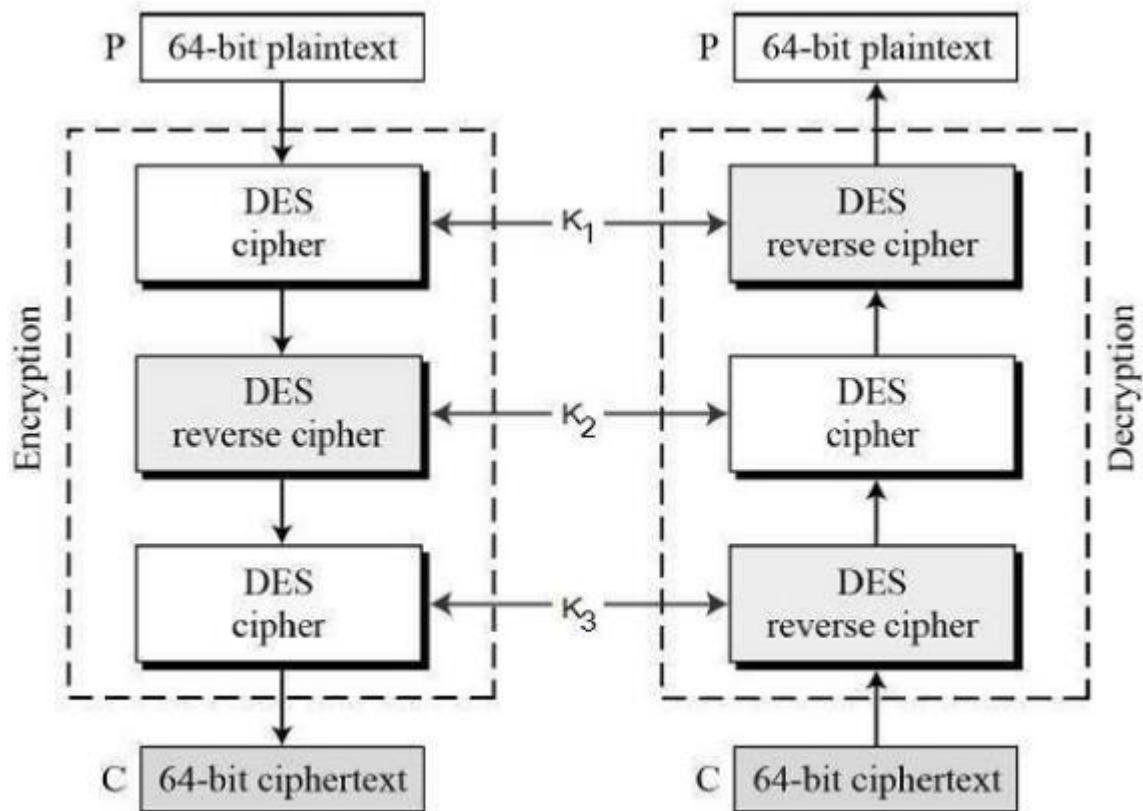 P 64-bit plaintext
P 64-bit plaintext
Encryption
DES
cipher
K1
DES
reverse cipher
DES
reverse cipher
K2
DES
cipher
DES
cipher
K3
DES
reverse cipher
Decryption
C 64-bit ciphertext
C 64-bit ciphertext